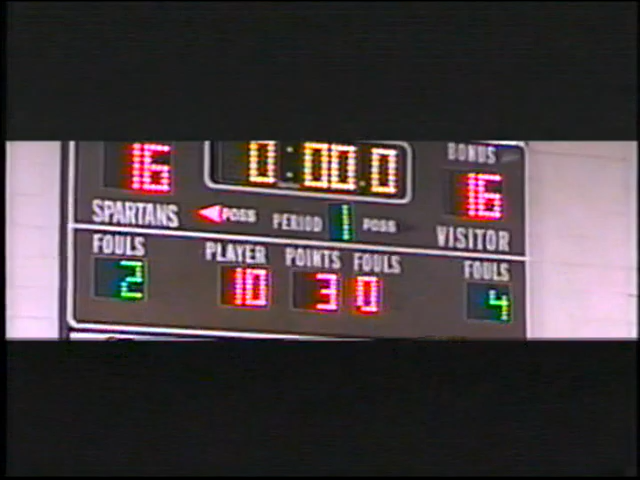 BONUS
16 0:00.0 16
SPARTANS POSS PERIOD 1 POSS VISITOR
FOULS PLAYER POINTS FOULS FOULS
2 10 3 0 4